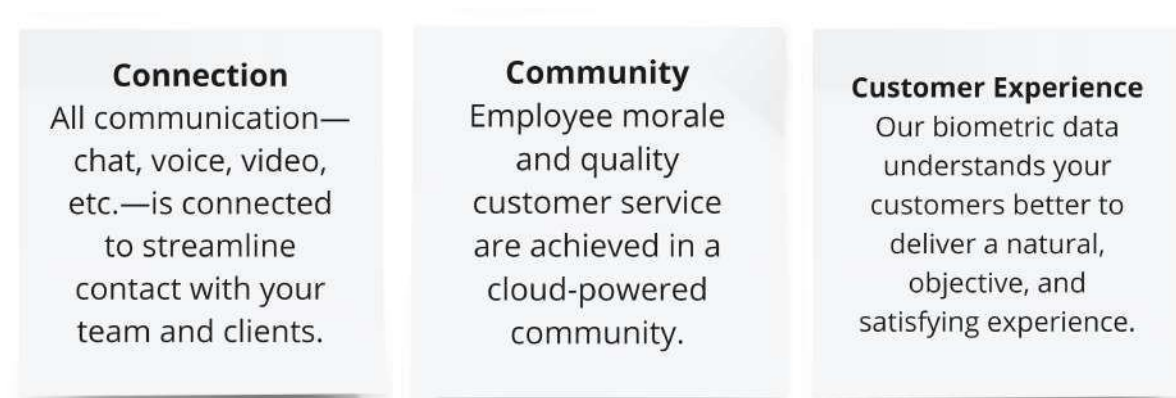 Connection
All communication—
chat, voice, video,
etc.—is connected
to streamline
contact with your
team and clients.
Community
Employee morale
and quality
customer service
are achieved in a
cloud-powered
community.
Customer Experience
Our biometric data
understands your
customers better to
deliver a natural,
objective, and
satisfying experience.